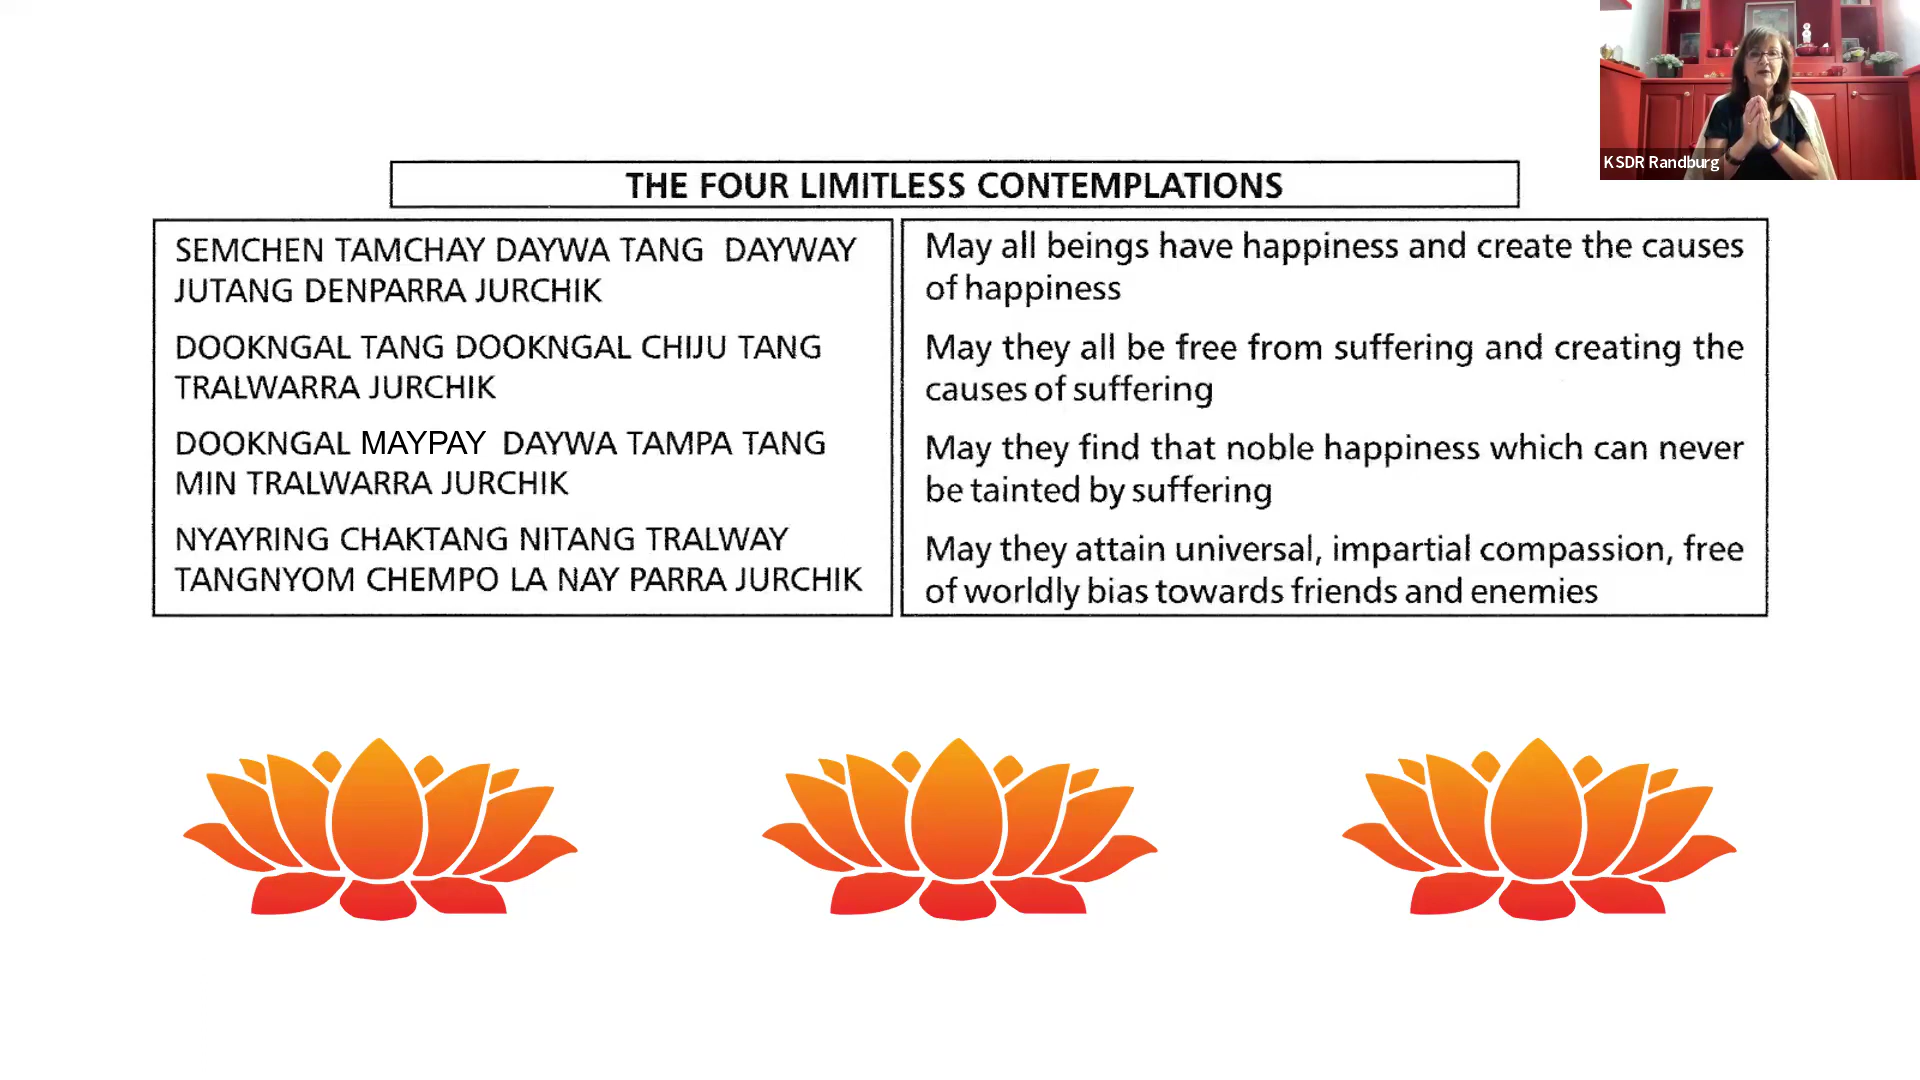 KSDR Randburg
THE FOUR LIMITLESS CONTEMPLATIONS
SEMCHEN TAMCHAY DAYWA TANG DAYWAY
JUTANG DENPARRA JURCHIK
DOOKNGAL TANG DOOKNGAL CHIJU TANG
TRALWARRA JURCHIK
DOOKNGAL MAYPAY DAYWA TAMPA TANG
MIN TRALWARRA JURCHIK
NYAYRING CHAKTANG NITANG TRALWAY
TANGNYOM CHEMPO LA NAY PARRA JURCHIK
May all beings have happiness and create the causes
of happiness
May they all be free from suffering and creating the
causes of suffering
May they find that noble happiness which can never
be tainted by suffering
May they attain universal, impartial compassion, free
of worldly bias towards friends and enemies